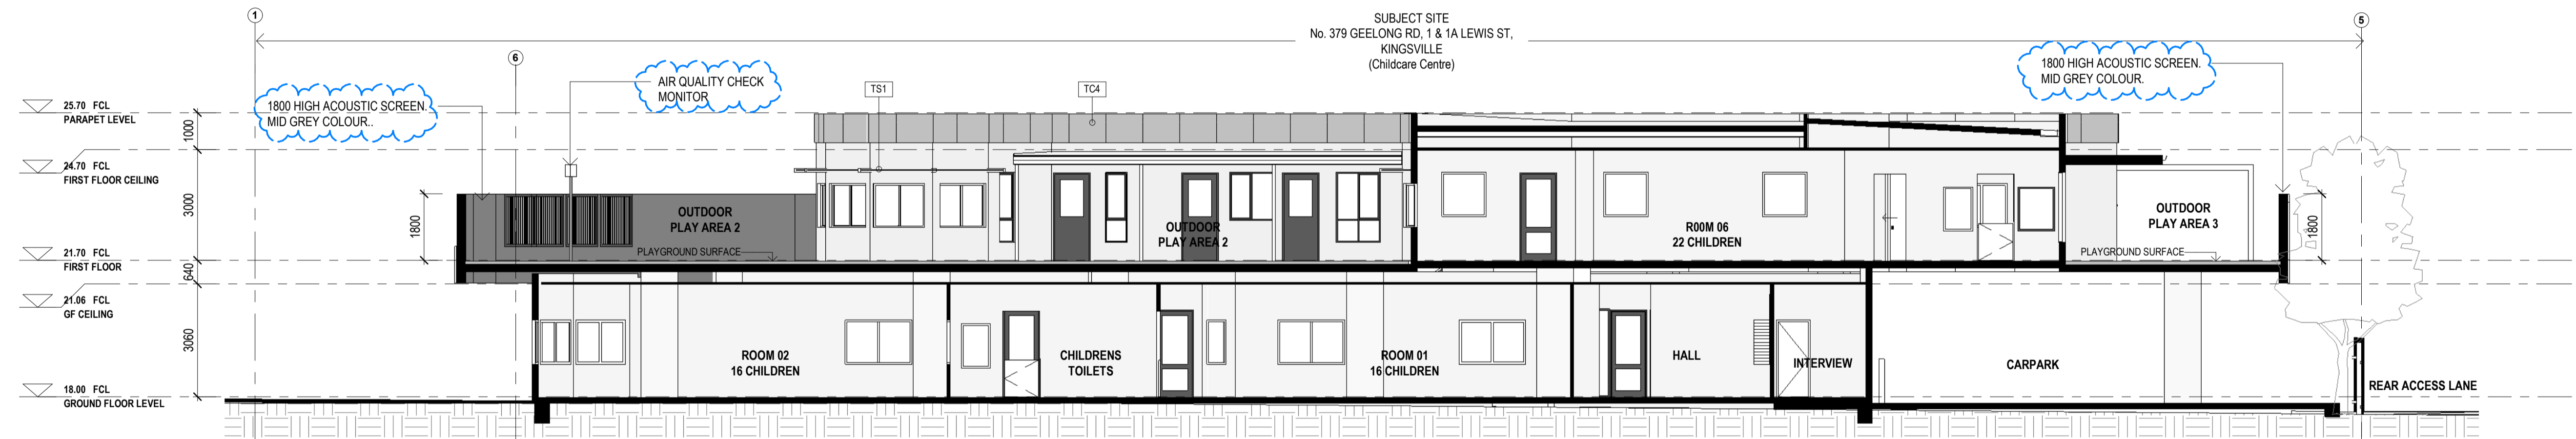 1
SUBJECT SITE
No. 379 GEELONG RD, 1 & 1A LEWIS ST,
KINGSVILLE
(Childcare Centre)
5
6
AIR QUALITY CHECK
MONITOR
1800 HIGH ACOUSTIC SCREEN.
MID GREY COLOUR.
1800 HIGH ACOUSTIC SCREEN.
MID GREY COLOUR..
TS1
TC4
25.70 FCL
PARAPET LEVEL
1000
24.70 FCL
FIRST FLOOR CEILING
3000
1800
OUTDOOR
PLAY AREA 2
PLAYGROUND SURFACE
OUTDOOR
PLAY AREA 2
R00M 06
22 CHILDREN
OUTDOOR
PLAY AREA 3
PLAYGROUND SURFACE
1800
21.70 FCL
FIRST FLOOR
640
21.06 FCL
GF CEILING
3060
ROOM 02
16 CHILDREN
CHILDRENS
TOILETS
ROOM 01
16 CHILDREN
HALL
INTERVIEW
CARPARK
REAR ACCESS LANE
18.00 FCL
GROUND FLOOR LEVEL